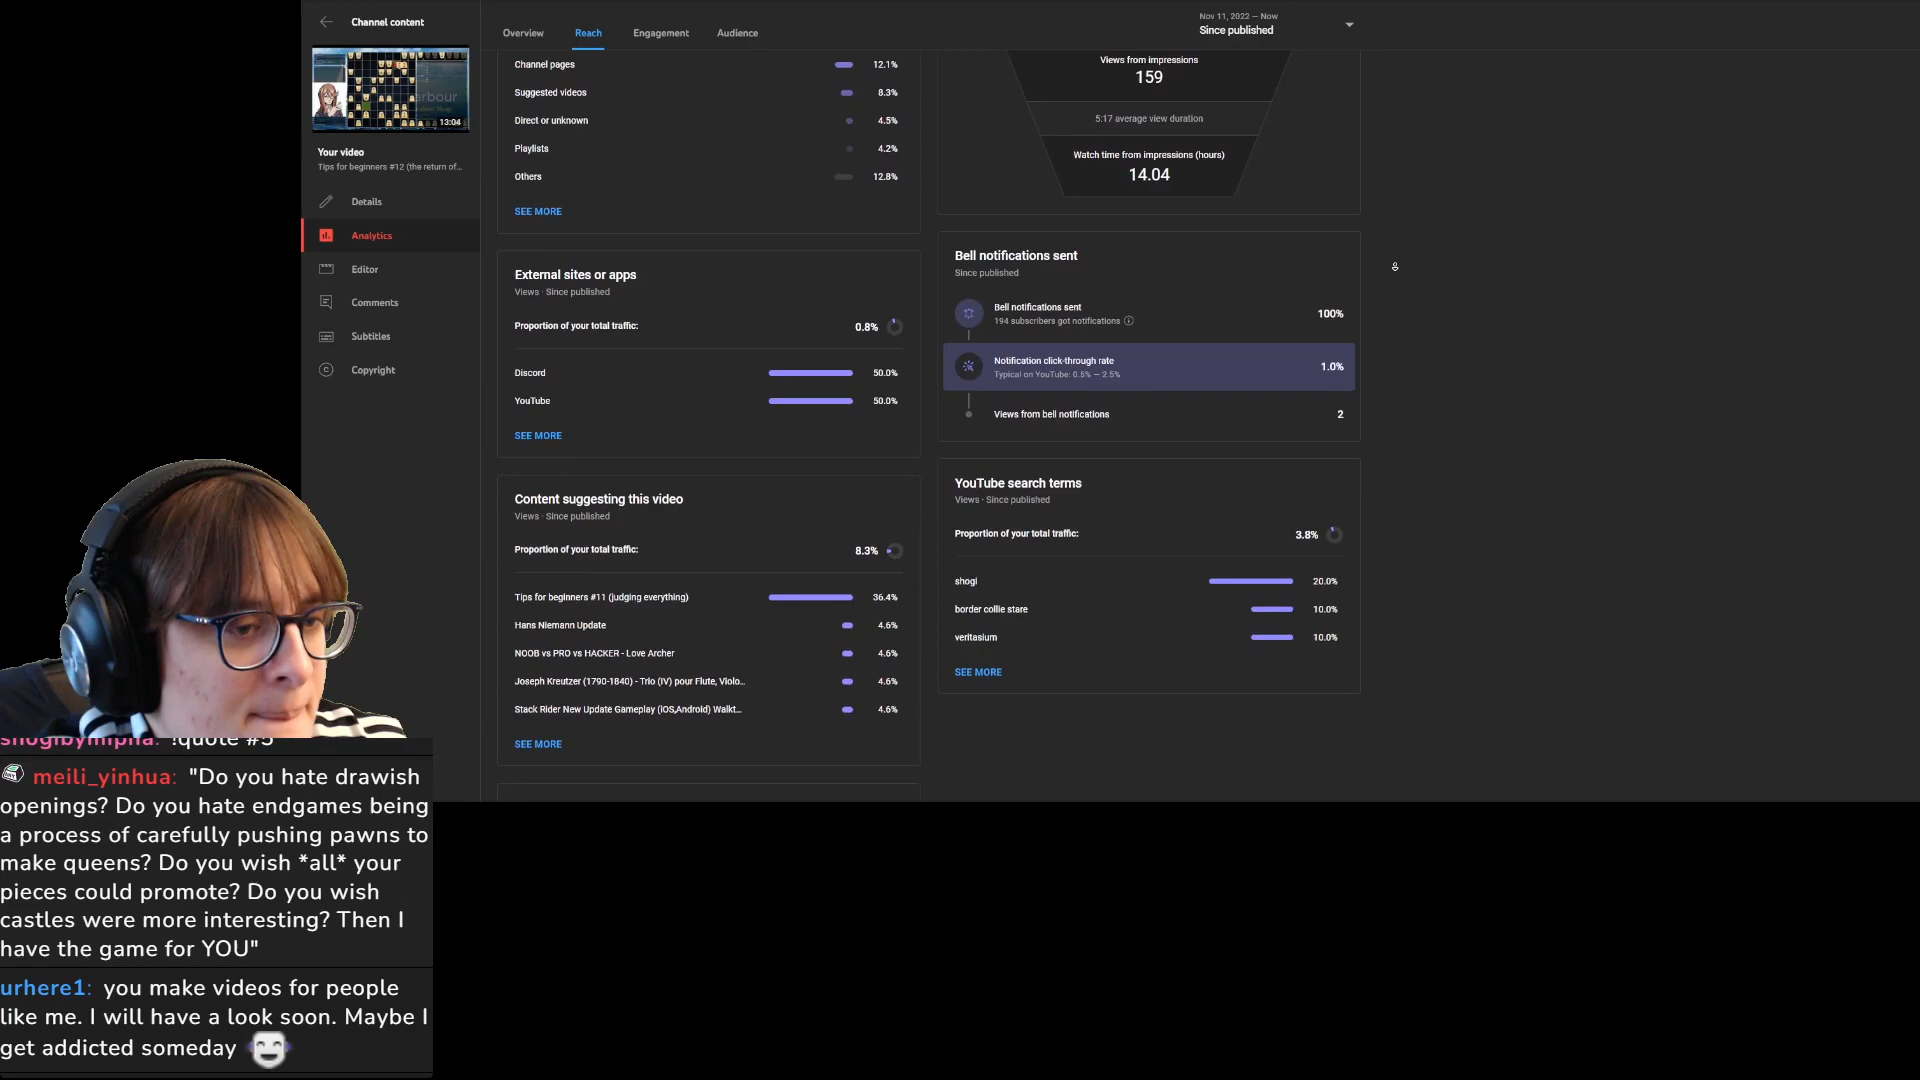 Channel content
rbour
13:04
Your video
Tips for beginners #12 (the return of...
Details
Analytics
Editor
Comments
Subtitles
Copyright
Overview
Reach
Engagement
Audience
Nov 11, 2022 — Now
Since published
Channel pages 12.1%
Suggested videos 8.3%
Direct or unknown 4.5%
Playlists 4.2%
Others 12.8%
SEE MORE
External sites or apps
Views · Since published
Proportion of your total traffic: 0.8%
Discord 50.0%
YouTube 50.0%
SEE MORE
Content suggesting this video
Views · Since published
Proportion of your total traffic: 8.3%
Tips for beginners #11 (judging everything) 36.4%
Hans Niemann Update 4.6%
NOOB vs PRO vs HACKER - Love Archer 4.6%
Joseph Kreutzer (1790-1840) - Trio (IV) pour Flute, Violo... 4.6%
Stack Rider New Update Gameplay (iOS,Android) Walkt... 4.6%
SEE MORE
Views from impressions
159
5:17 average view duration
Watch time from impressions (hours)
14.04
Bell notifications sent
Since published
Bell notifications sent 100%
194 subscribers got notifications
Notification click-through rate 1.0%
Typical on YouTube: 0.5% — 2.5%
Views from bell notifications 2
YouTube search terms
Views · Since published
Proportion of your total traffic: 3.8%
shogi 20.0%
border collie stare 10.0%
veritasium 10.0%
SEE MORE
shogibymipha: !quote #5
meili_yinhua: "Do you hate drawish
openings? Do you hate endgames being
a process of carefully pushing pawns to
make queens? Do you wish *all* your
pieces could promote? Do you wish
castles were more interesting? Then I
have the game for YOU"
urhere1: you make videos for people
like me. I will have a look soon. Maybe I
get addicted someday